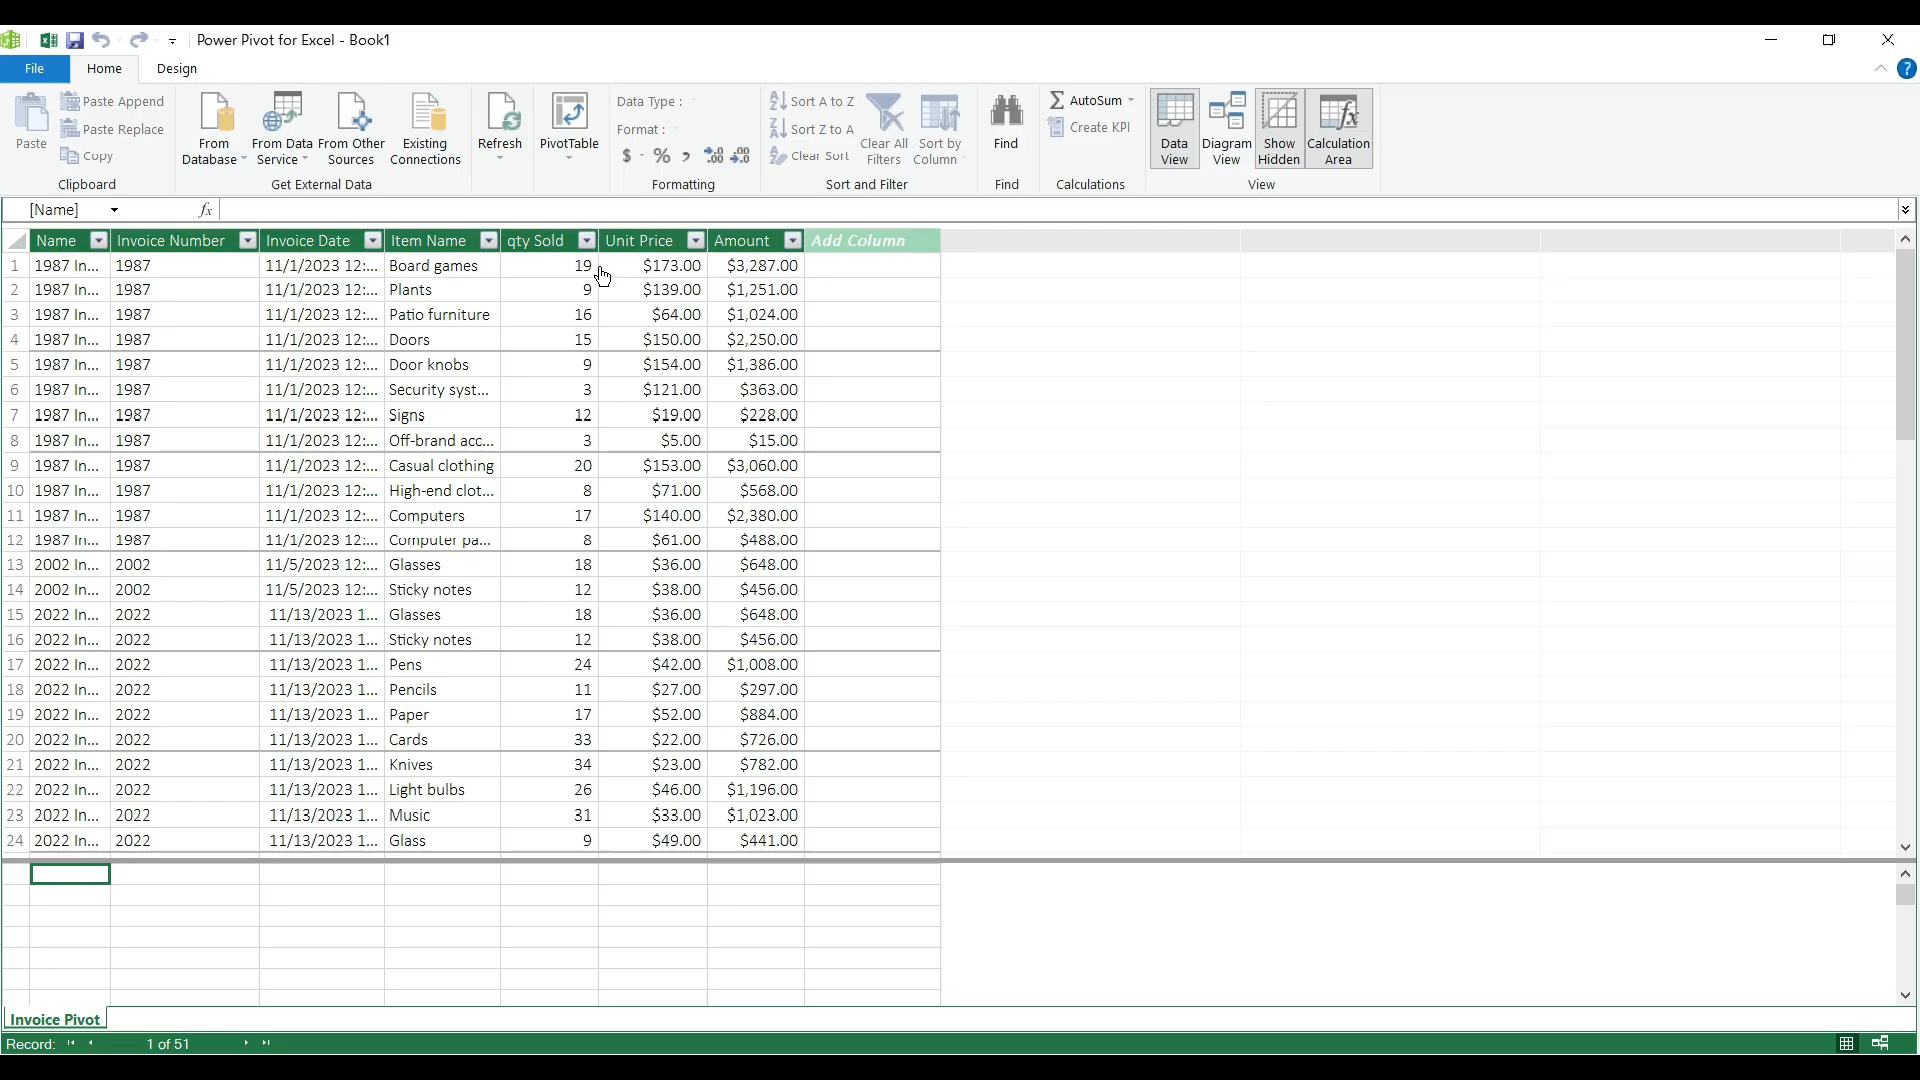 Power Pivot for Excel - Book1
File Home Design
Paste
Paste Append
Paste Replace
Copy
Clipboard
From Database
From Data Service
From Other Sources
Existing Connections
Get External Data
Refresh
PivotTable
Data Type :
Format :
$ % ,
Formatting
Sort A to Z
Sort Z to A
Clear Sort
Clear All Filters
Sort by Column
Sort and Filter
Find
Find
AutoSum
Create KPI
Calculations
Data View
Diagram View
Show Hidden
Calculation Area
View
[Name] fx
Name Invoice Number Invoice Date Item Name qty Sold Unit Price Amount Add Column
1 1987 In... 1987 11/1/2023 12:... Board games 19 $173.00 $3,287.00
2 1987 In... 1987 11/1/2023 12:... Plants 9 $139.00 $1,251.00
3 1987 In... 1987 11/1/2023 12:... Patio furniture 16 $64.00 $1,024.00
4 1987 In... 1987 11/1/2023 12:... Doors 15 $150.00 $2,250.00
5 1987 In... 1987 11/1/2023 12:... Door knobs 9 $154.00 $1,386.00
6 1987 In... 1987 11/1/2023 12:... Security syst... 3 $121.00 $363.00
7 1987 In... 1987 11/1/2023 12:... Signs 12 $19.00 $228.00
8 1987 In... 1987 11/1/2023 12:... Off-brand acc... 3 $5.00 $15.00
9 1987 In... 1987 11/1/2023 12:... Casual clothing 20 $153.00 $3,060.00
10 1987 In... 1987 11/1/2023 12:... High-end clot... 8 $71.00 $568.00
11 1987 In... 1987 11/1/2023 12:... Computers 17 $140.00 $2,380.00
12 1987 In... 1987 11/1/2023 12:... Computer pa... 8 $61.00 $488.00
13 2002 In... 2002 11/5/2023 12:... Glasses 18 $36.00 $648.00
14 2002 In... 2002 11/5/2023 12:... Sticky notes 12 $38.00 $456.00
15 2022 In... 2022 11/13/2023 1... Glasses 18 $36.00 $648.00
16 2022 In... 2022 11/13/2023 1... Sticky notes 12 $38.00 $456.00
17 2022 In... 2022 11/13/2023 1... Pens 24 $42.00 $1,008.00
18 2022 In... 2022 11/13/2023 1... Pencils 11 $27.00 $297.00
19 2022 In... 2022 11/13/2023 1... Paper 17 $52.00 $884.00
20 2022 In... 2022 11/13/2023 1... Cards 33 $22.00 $726.00
21 2022 In... 2022 11/13/2023 1... Knives 34 $23.00 $782.00
22 2022 In... 2022 11/13/2023 1... Light bulbs 26 $46.00 $1,196.00
23 2022 In... 2022 11/13/2023 1... Music 31 $33.00 $1,023.00
24 2022 In... 2022 11/13/2023 1... Glass 9 $49.00 $441.00
Invoice Pivot
Record: 1 of 51